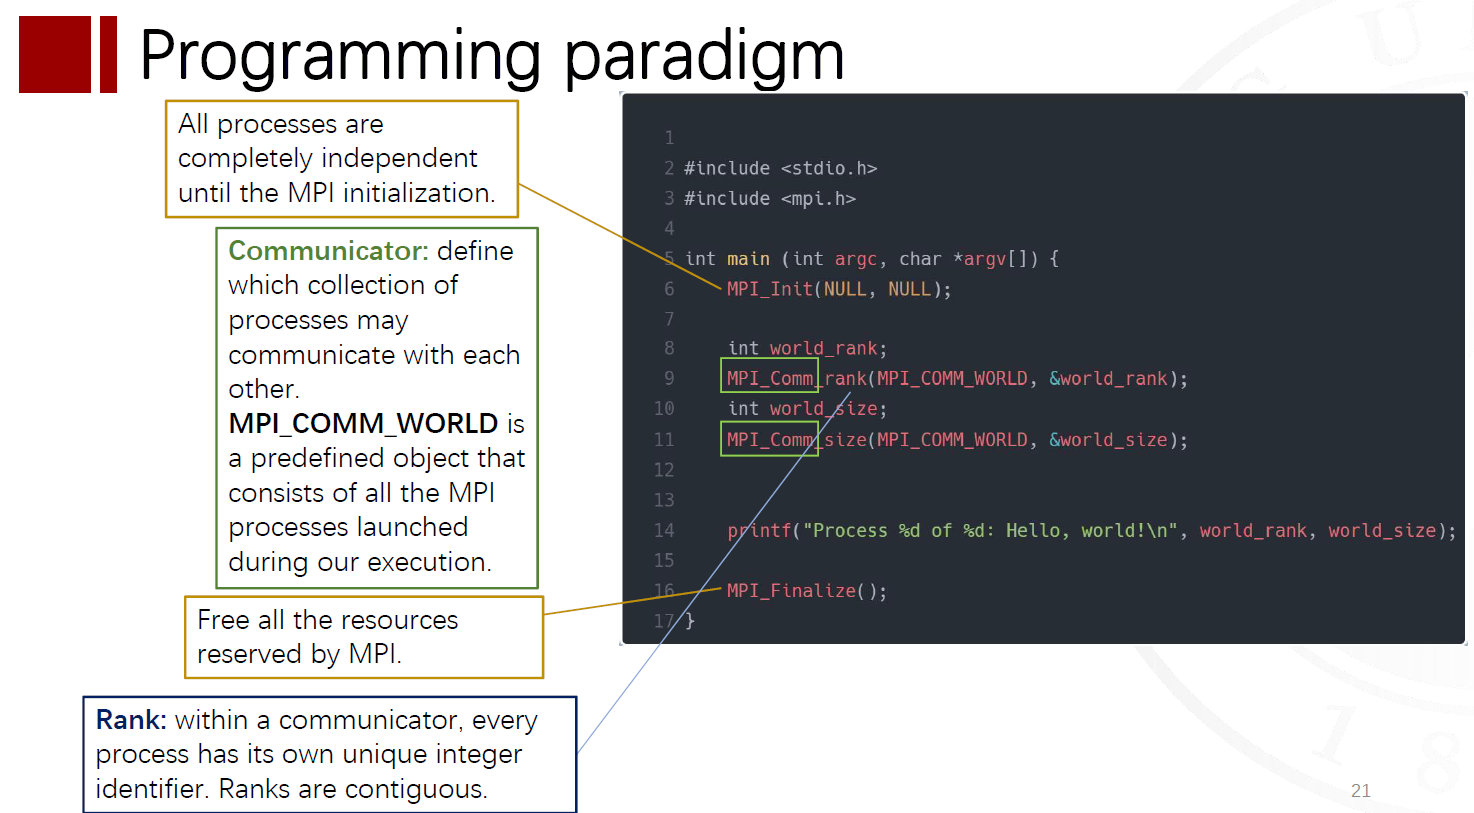 Programming paradigm
All processes are
completely independent
until the MPI initialization.
Communicator: define
which collection of
processes may
communicate with each
other.
MPI_COMM_WORLD is
a predefined object that
consists of all the MPI
processes launched
during our execution.
Free all the resources
reserved by MPI.
Rank: within a communicator, every
process has its own unique integer
identifier. Ranks are contiguous.
1
2 #include <stdio.h>
3 #include <mpi.h>
4
5 int main (int argc, char *argv[]) {
6 MPI_Init(NULL, NULL);
7
8 int world_rank;
9 MPI_Comm_rank(MPI_COMM_WORLD, &world_rank);
10 int world_size;
11 MPI_Comm_size(MPI_COMM_WORLD, &world_size);
12
13
14 printf("Process %d of %d: Hello, world!\n", world_rank, world_size);
15
16 MPI_Finalize();
17 }
21